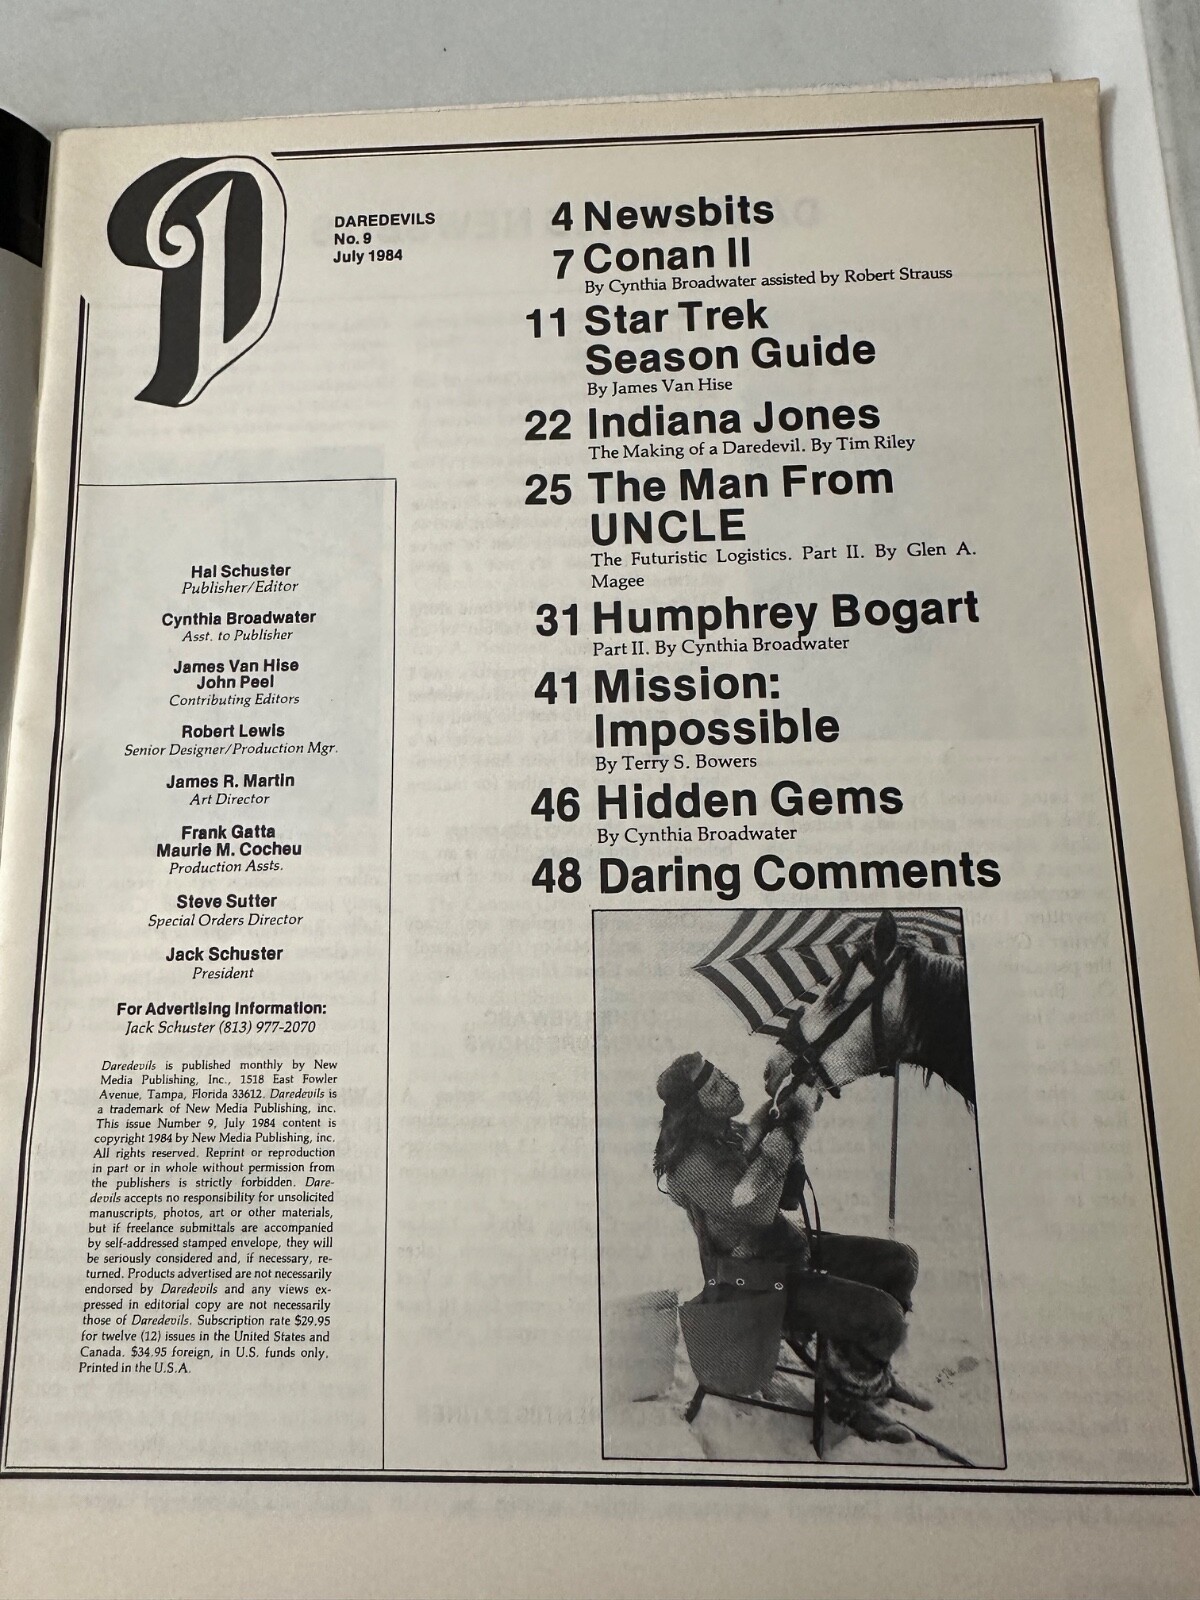 DAREDEVILS
No. 9
July 1984
4 Newsbits
7 Conan II
By Cynthia Broadwater assisted by Robert Strauss
11 Star Trek
Season Guide
By James Van Hise
22 Indiana Jones
The Making of a Daredevil. By Tim Riley
25 The Man From
UNCLE
The Futuristic Logistics. Part II. By Glen A.
Magee
31 Humphrey Bogart
Part II. By Cynthia Broadwater
41 Mission:
Impossible
By Terry S. Bowers
46 Hidden Gems
By Cynthia Broadwater
48 Daring Comments
Hal Schuster
Publisher/Editor
Cynthia Broadwater
Asst. to Publisher
James Van Hise
John Peel
Contributing Editors
Robert Lewis
Senior Designer/Production Mgr.
James R. Martin
Art Director
Frank Gatta
Maurie M. Cocheu
Production Assts.
Steve Sutter
Special Orders Director
Jack Schuster
President
For Advertising Information:
Jack Schuster (813) 977-2070
Daredevils is published monthly by New
Media Publishing, Inc., 1518 East Fowler
Avenue, Tampa, Florida 33612. Daredevils is
a trademark of New Media Publishing, inc.
This issue Number 9, July 1984 content is
copyright 1984 by New Media Publishing, inc.
All rights reserved. Reprint or reproduction
in part or in whole without permission from
the publishers is strictly forbidden. Dare-
devils accepts no responsibility for unsolicited
manuscripts, photos, art or other materials,
but if freelance submittals are accompanied
by self-addressed stamped envelope, they will
be seriously considered and, if necessary, re-
turned. Products advertised are not necessarily
endorsed by Daredevils and any views ex-
pressed in editorial copy are not necessarily
those of Daredevils. Subscription rate $29.95
for twelve (12) issues in the United States and
Canada. $34.95 foreign, in U.S. funds only.
Printed in the U.S.A.